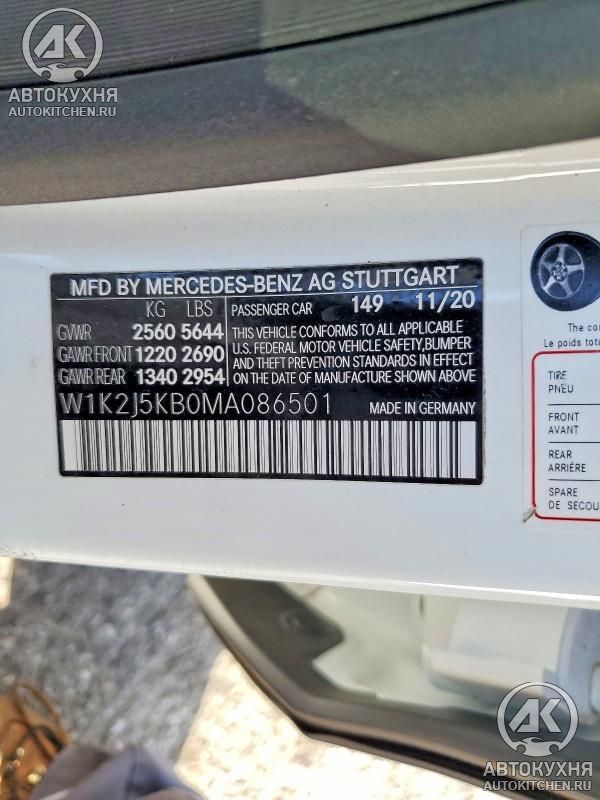 АК
АВТОКУХНЯ
AUTOKITCHEN.RU
MFD BY MERCEDES-BENZ AG STUTTGART
KG LBS PASSENGER CAR 149 11/20
GVWR 2560 5644
GAWR FRONT 1220 2690
GAWR REAR 1340 2954
THIS VEHICLE CONFORMS TO ALL APPLICABLE
U.S. FEDERAL MOTOR VEHICLE SAFETY,BUMPER
AND THEFT PREVENTION STANDARDS IN EFFECT
ON THE DATE OF MANUFACTURE SHOWN ABOVE.
W1K2J5KB0MA086501 MADE IN GERMANY
The co
Le poids tota
TIRE
PNEU
FRONT
AVANT
REAR
ARRIÈRE
SPARE
DE SECOU
АК
АВТОКУХНЯ
AUTOKITCHEN.RU